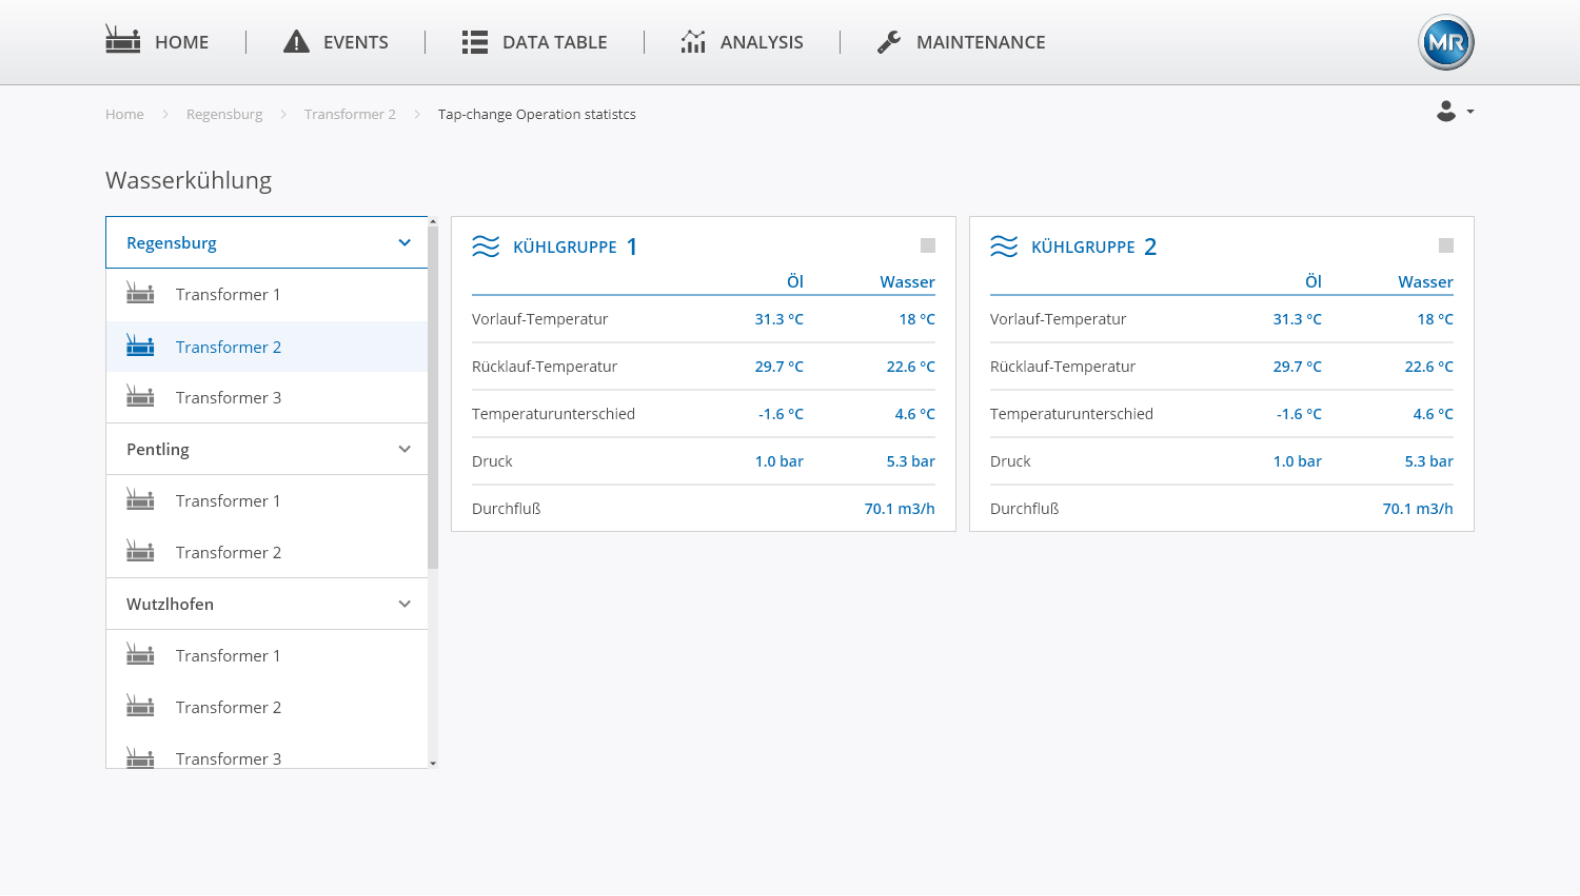 HOME
EVENTS
DATA TABLE
ANALYSIS
MAINTENANCE
MR
Home
Regensburg
Transformer 2
Tap-change Operation statistcs
Wasserkühlung
Regensburg
Transformer 1
Transformer 2
Transformer 3
Pentling
Transformer 1
Transformer 2
Wutzlhofen
Transformer 1
Transformer 2
Transformer 3
KÜHLGRUPPE 1
Öl Wasser
Vorlauf-Temperatur 31.3 °C 18 °C
Rücklauf-Temperatur 29.7 °C 22.6 °C
Temperaturunterschied -1.6 °C 4.6 °C
Druck 1.0 bar 5.3 bar
Durchfluß 70.1 m3/h
KÜHLGRUPPE 2
Öl Wasser
Vorlauf-Temperatur 31.3 °C 18 °C
Rücklauf-Temperatur 29.7 °C 22.6 °C
Temperaturunterschied -1.6 °C 4.6 °C
Druck 1.0 bar 5.3 bar
Durchfluß 70.1 m3/h